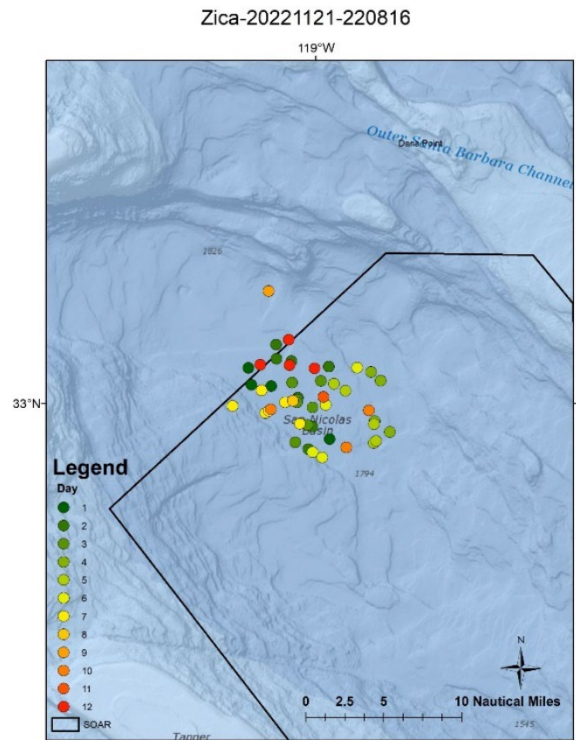 Zica-20221121-220816
119°W
Outer Santa Barbara Channel
Dana Point
1826
33°N
San Nicolas
Basin
1794
Legend
Day
1
2
3
4
5
6
7
8
9
10
11
12
SOAR
N
0 2.5 5 10 Nautical Miles
1545
Tanner